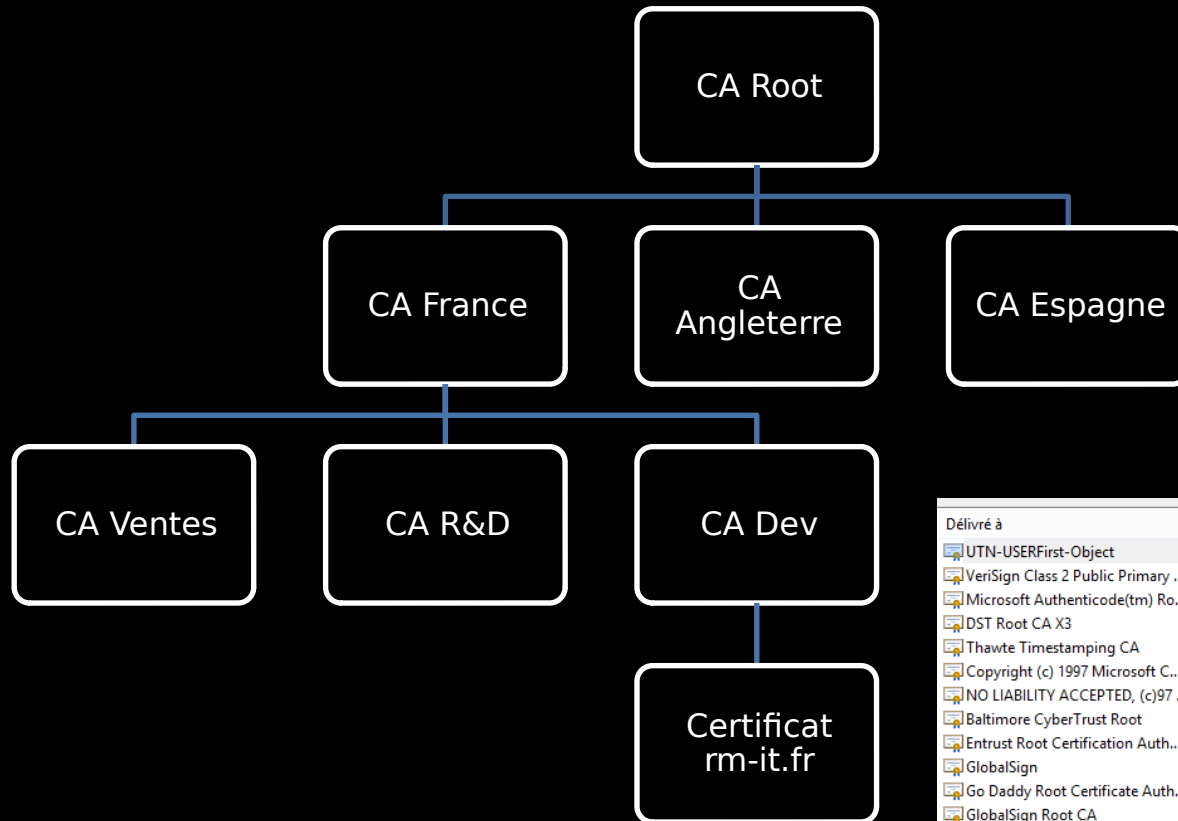 CA Root
CA France
CA
Angleterre
CA Espagne
CA Ventes
CA R&D
CA Dev
Certificat
rm-it.fr
Délivré à
UTN-USERFirst-Object
VeriSign Class 2 Public Primary ...
Microsoft Authenticode(tm) Ro...
DST Root CA X3
Thawte Timestamping CA
Copyright (c) 1997 Microsoft C...
NO LIABILITY ACCEPTED, (c)97 ...
Baltimore CyberTrust Root
Entrust Root Certification Auth...
GlobalSign
Go Daddy Root Certificate Auth...
GlobalSign Root CA